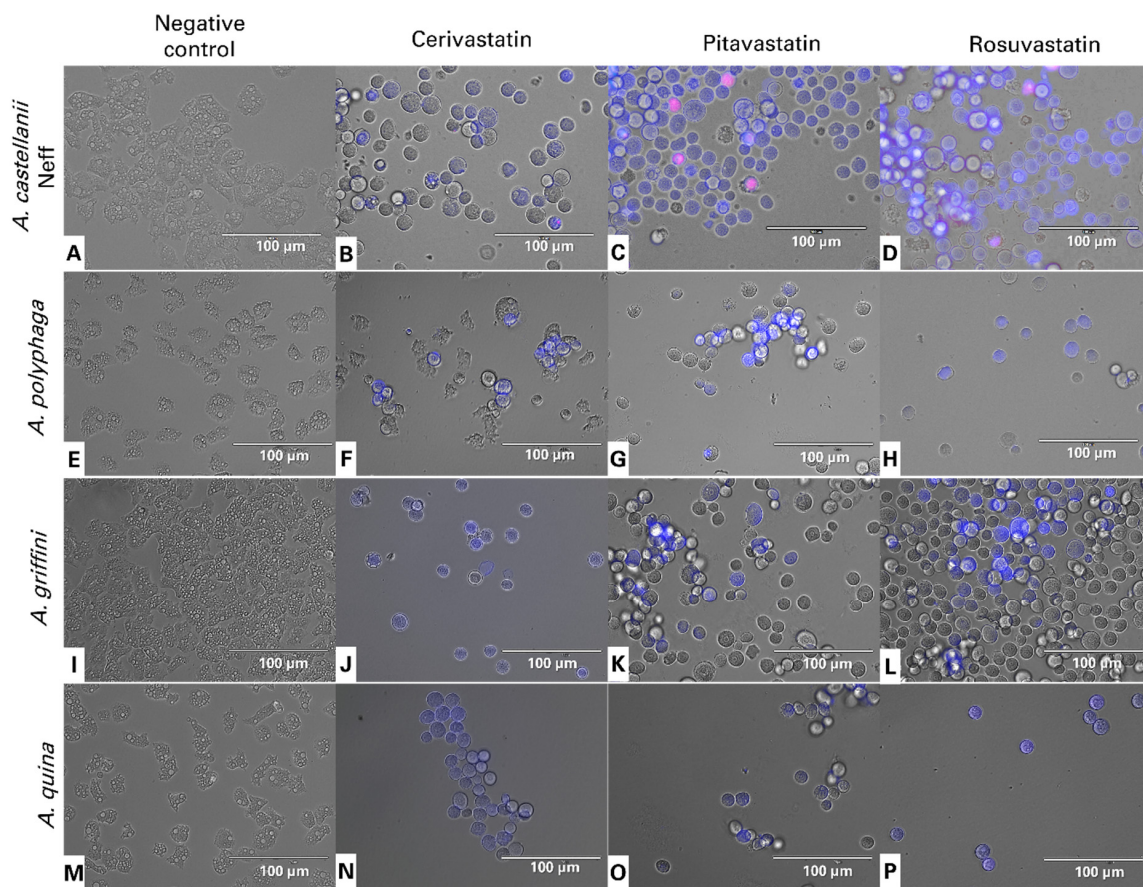 Negative
control
Cerivastatin
Pitavastatin
Rosuvastatin
A. castellanii
Neff
A
100 µm
B
100 µm
C
100 µm
D
100 µm
A. polyphaga
E
100 µm
F
100 µm
G
100 µm
H
100 µm
A. griffini
I
100 µm
J
100 µm
K
100 µm
L
100 µm
A. quina
M
100 µm
N
100 µm
O
100 µm
P
100 µm